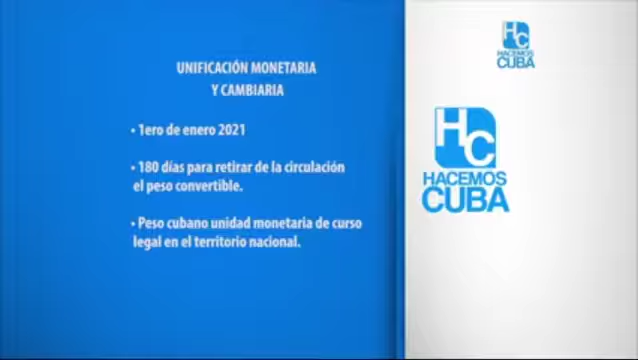 UNIFICACIÓN MONETARIA
Y CAMBIARIA
• 1ero de enero 2021
• 180 días para retirar de la circulación
el peso convertible.
• Peso cubano unidad monetaria de curso
legal en el territorio nacional.
HC
HACEMOS
CUBA
HC
HACEMOS
CUBA